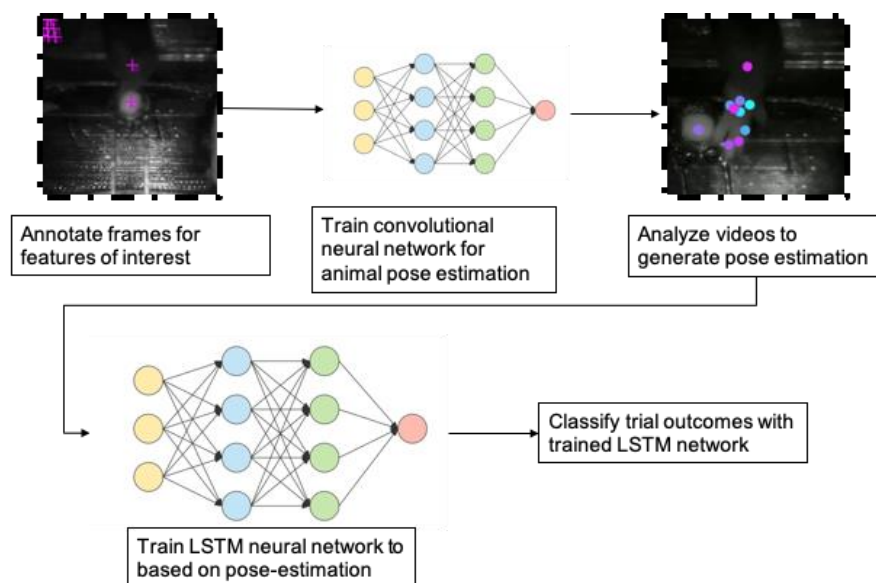 Annotate frames for
features of interest
Train convolutional
neural network for
animal pose estimation
Analyze videos to
generate pose estimation
Classify trial outcomes with
trained LSTM network
Train LSTM neural network to
based on pose-estimation